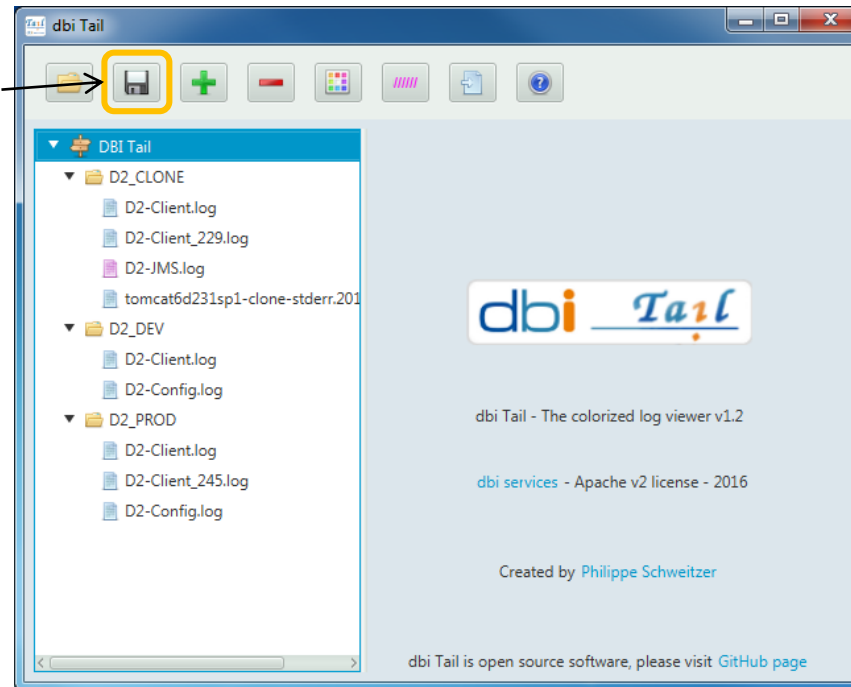 dbi Tail
DBI Tail
D2_CLONE
D2-Client.log
D2-Client_229.log
D2-JMS.log
tomcat6d231sp1-clone-stderr.201
D2_DEV
D2-Client.log
D2-Config.log
D2_PROD
D2-Client.log
D2-Client_245.log
D2-Config.log
dbi Tail
dbi Tail - The colorized log viewer v1.2
dbi services - Apache v2 license - 2016
Created by Philippe Schweitzer
dbi Tail is open source software, please visit GitHub page